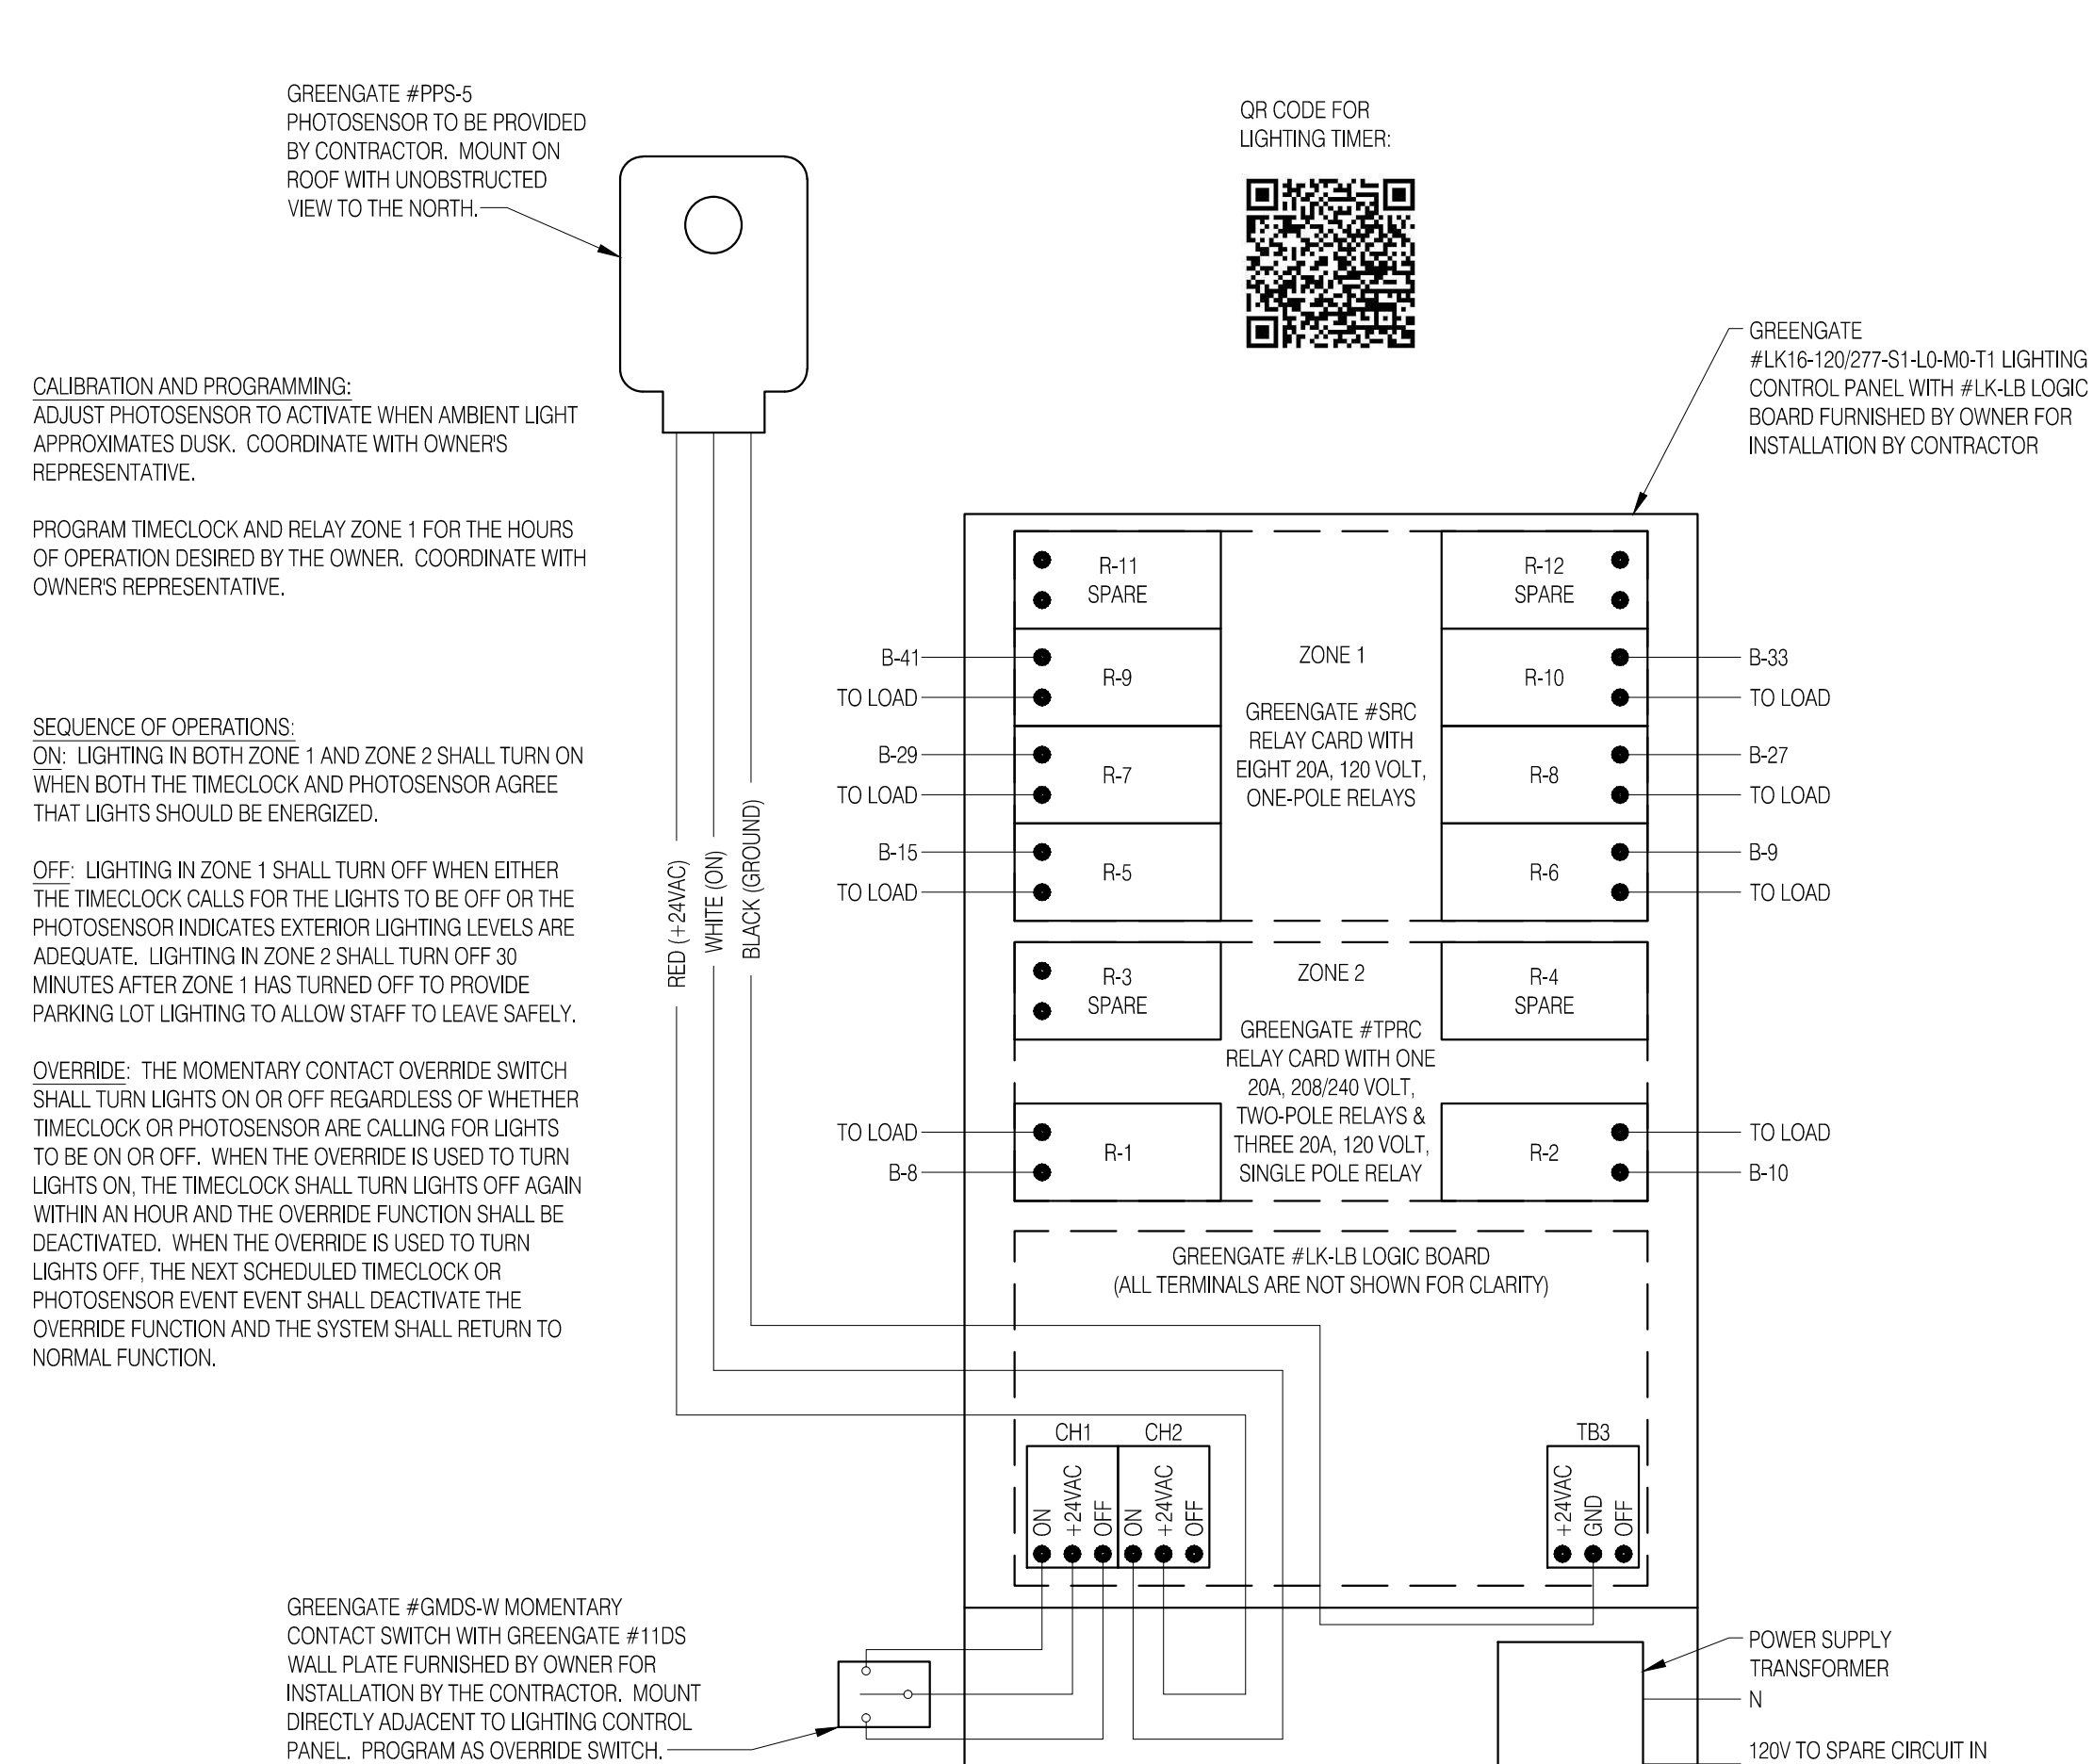 GREENGATE #PPS-5
PHOTOSENSOR TO BE PROVIDED
BY CONTRACTOR. MOUNT ON
ROOF WITH UNOBSTRUCTED
VIEW TO THE NORTH.
QR CODE FOR
LIGHTING TIMER:
GREENGATE
#LK16-120/277-S1-L0-M0-T1 LIGHTING
CONTROL PANEL WITH #LK-LB LOGIC
BOARD FURNISHED BY OWNER FOR
INSTALLATION BY CONTRACTOR
CALIBRATION AND PROGRAMMING:
ADJUST PHOTOSENSOR TO ACTIVATE WHEN AMBIENT LIGHT
APPROXIMATES DUSK. COORDINATE WITH OWNER'S
REPRESENTATIVE.
PROGRAM TIMECLOCK AND RELAY ZONE 1 FOR THE HOURS
OF OPERATION DESIRED BY THE OWNER. COORDINATE WITH
OWNER'S REPRESENTATIVE.
SEQUENCE OF OPERATIONS:
ON: LIGHTING IN BOTH ZONE 1 AND ZONE 2 SHALL TURN ON
WHEN BOTH THE TIMECLOCK AND PHOTOSENSOR AGREE
THAT LIGHTS SHOULD BE ENERGIZED.
OFF: LIGHTING IN ZONE 1 SHALL TURN OFF WHEN EITHER
THE TIMECLOCK CALLS FOR THE LIGHTS TO BE OFF OR THE
PHOTOSENSOR INDICATES EXTERIOR LIGHTING LEVELS ARE
ADEQUATE. LIGHTING IN ZONE 2 SHALL TURN OFF 30
MINUTES AFTER ZONE 1 HAS TURNED OFF TO PROVIDE
PARKING LOT LIGHTING TO ALLOW STAFF TO LEAVE SAFELY.
OVERRIDE: THE MOMENTARY CONTACT OVERRIDE SWITCH
SHALL TURN LIGHTS ON OR OFF REGARDLESS OF WHETHER
TIMECLOCK OR PHOTOSENSOR ARE CALLING FOR LIGHTS
TO BE ON OR OFF. WHEN THE OVERRIDE IS USED TO TURN
LIGHTS ON, THE TIMECLOCK SHALL TURN LIGHTS OFF AGAIN
WITHIN AN HOUR AND THE OVERRIDE FUNCTION SHALL BE
DEACTIVATED. WHEN THE OVERRIDE IS USED TO TURN
LIGHTS OFF, THE NEXT SCHEDULED TIMECLOCK OR
PHOTOSENSOR EVENT EVENT SHALL DEACTIVATE THE
OVERRIDE FUNCTION AND THE SYSTEM SHALL RETURN TO
NORMAL FUNCTION.
RED (+24VAC)
WHITE (ON)
BLACK (GROUND)
R-11
SPARE
R-12
SPARE
B-41
TO LOAD
R-9
ZONE 1
R-10
B-33
TO LOAD
GREENGATE #SRC
RELAY CARD WITH
EIGHT 20A, 120 VOLT,
ONE-POLE RELAYS
B-29
TO LOAD
R-7
R-8
B-27
TO LOAD
B-15
TO LOAD
R-5
R-6
B-9
TO LOAD
R-3
SPARE
ZONE 2
R-4
SPARE
GREENGATE #TPRC
RELAY CARD WITH ONE
20A, 208/240 VOLT,
TWO-POLE RELAYS &
THREE 20A, 120 VOLT,
SINGLE POLE RELAY
TO LOAD
B-8
R-1
R-2
TO LOAD
B-10
GREENGATE #LK-LB LOGIC BOARD
(ALL TERMINALS ARE NOT SHOWN FOR CLARITY)
CH1
CH2
TB3
ON
+24VAC
OFF
ON
+24VAC
OFF
+24VAC
GND
OFF
GREENGATE #GMDS-W MOMENTARY
CONTACT SWITCH WITH GREENGATE #11DS
WALL PLATE FURNISHED BY OWNER FOR
INSTALLATION BY THE CONTRACTOR. MOUNT
DIRECTLY ADJACENT TO LIGHTING CONTROL
PANEL. PROGRAM AS OVERRIDE SWITCH.
POWER SUPPLY
TRANSFORMER
N
120V TO SPARE CIRCUIT IN